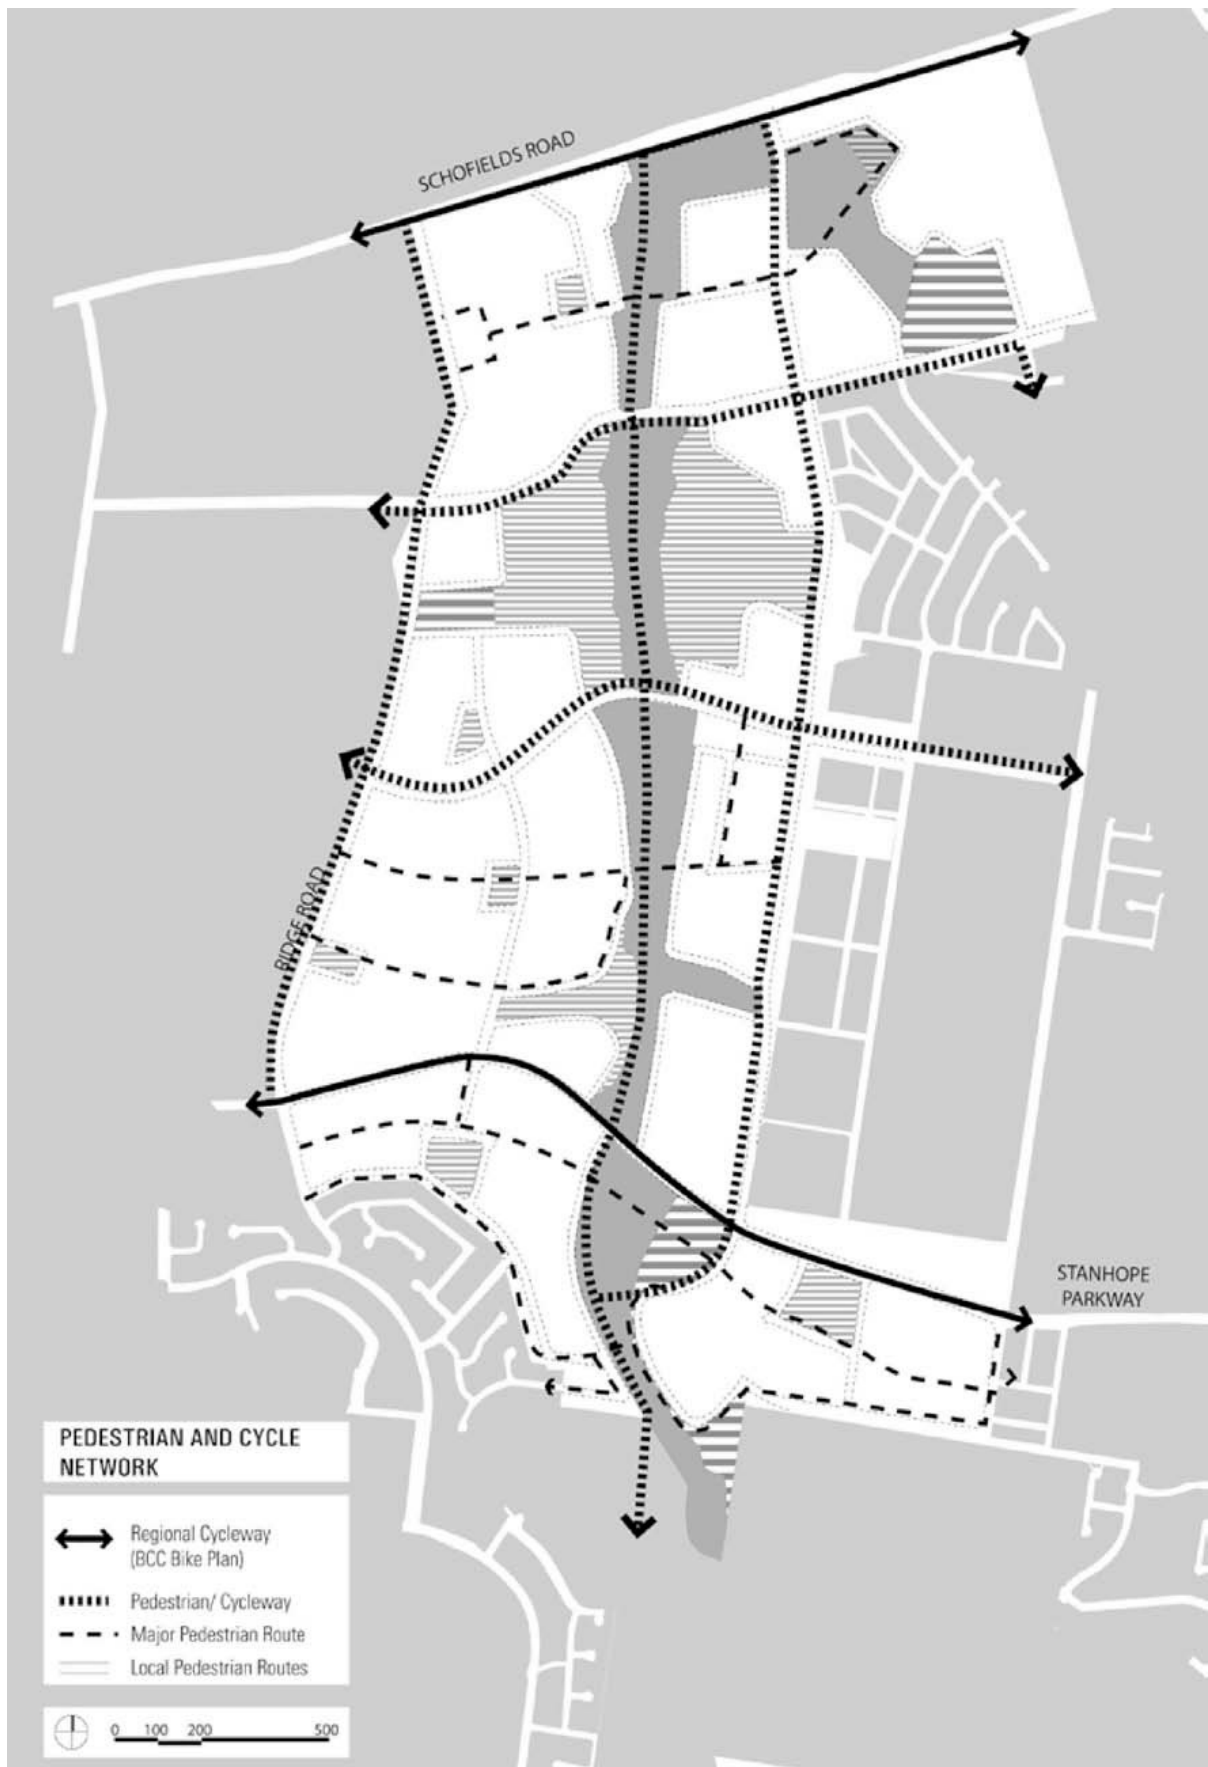 SCHOFIELDS ROAD
RIDGE ROAD
STANHOPE
PARKWAY
PEDESTRIAN AND CYCLE
NETWORK
Regional Cycleway
(BCC Bike Plan)
Pedestrian/ Cycleway
Major Pedestrian Route
Local Pedestrian Routes
0 100 200 500